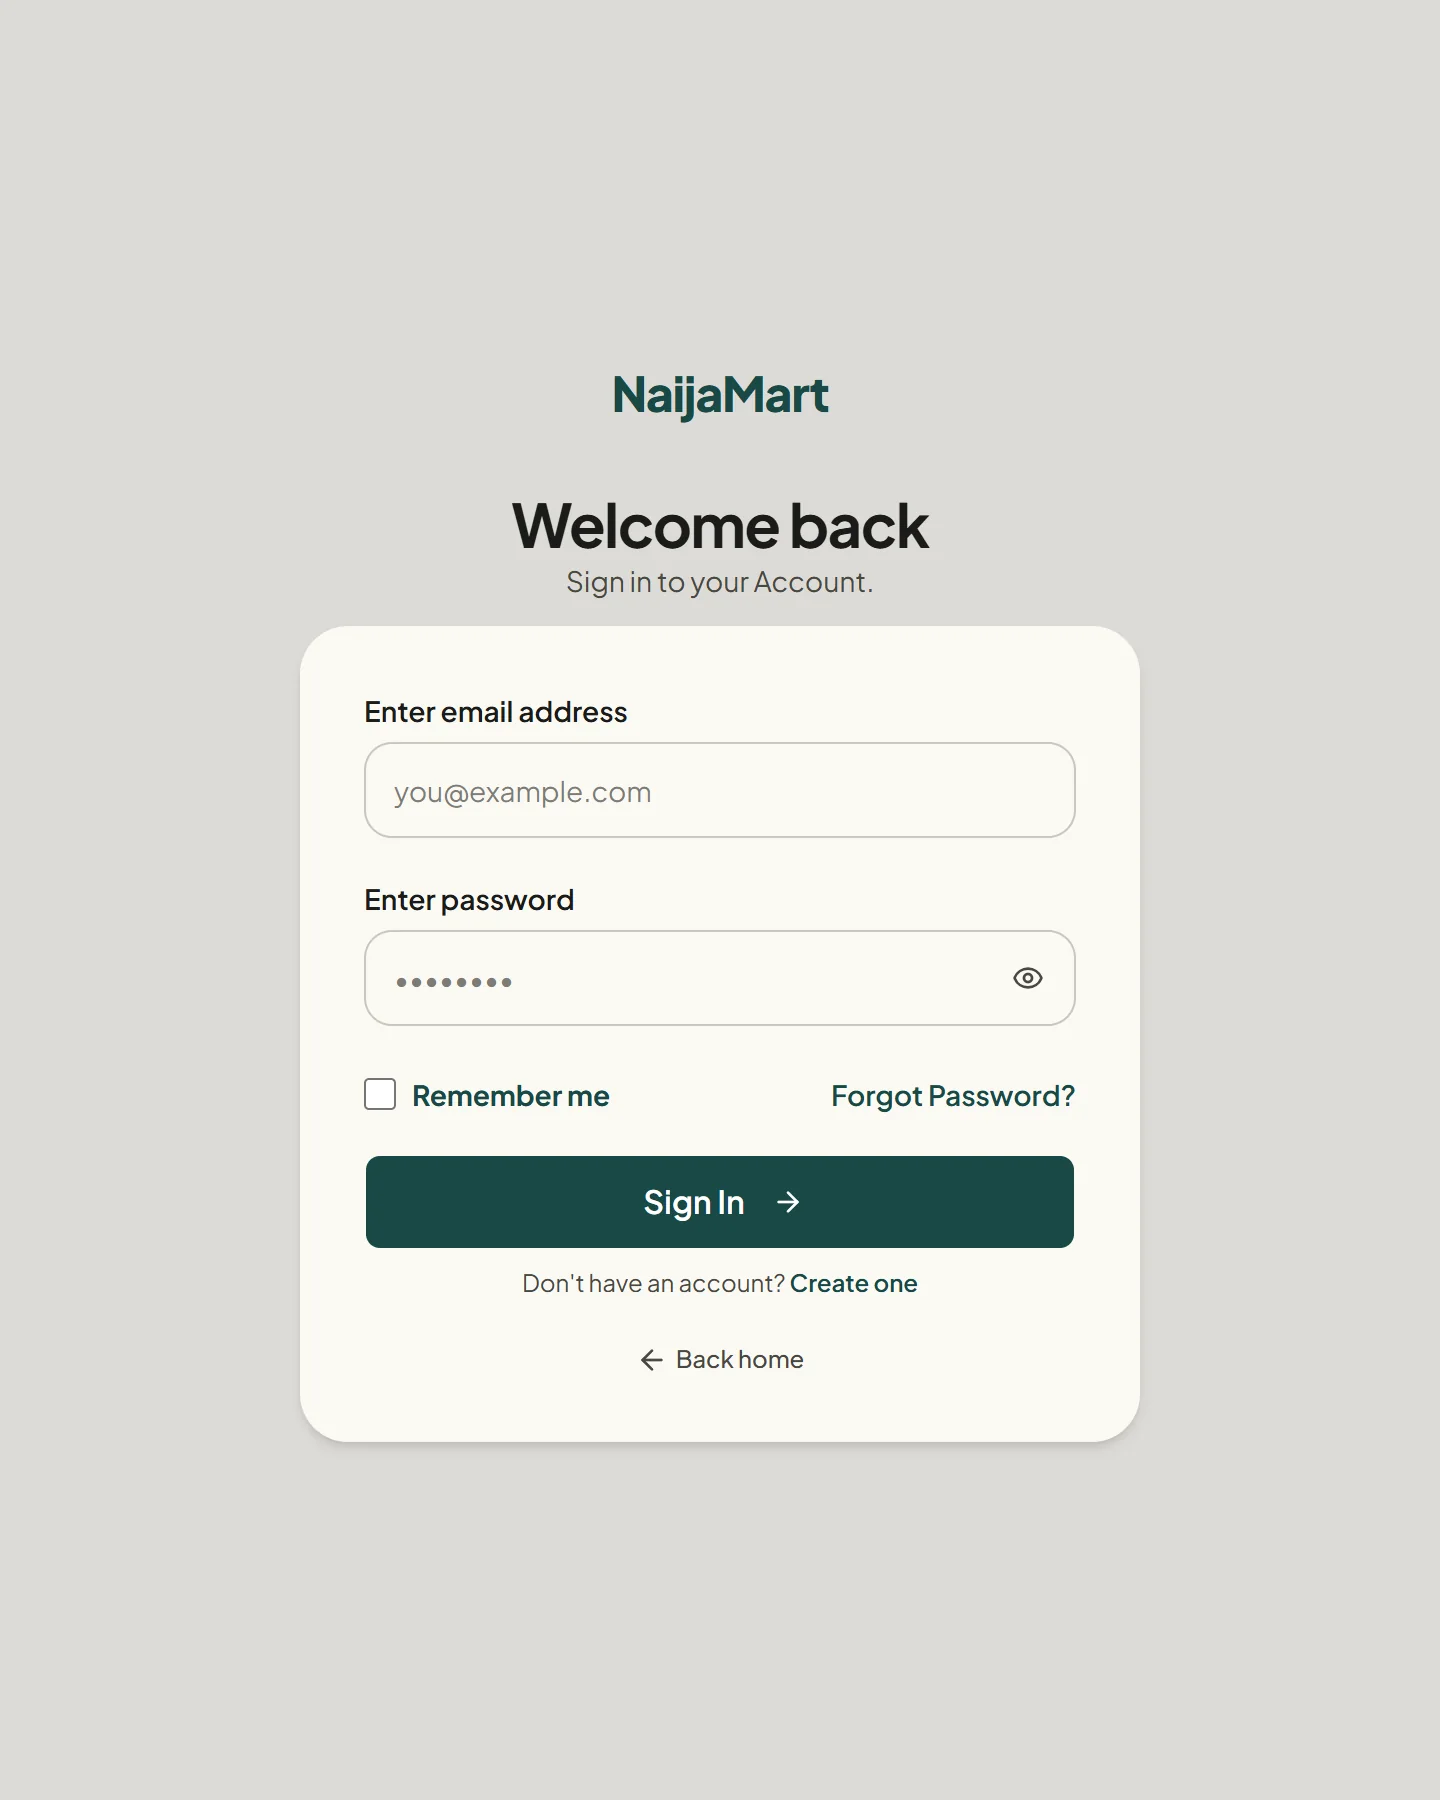 NaijaMart
Welcome back
Sign in to your Account.
Enter email address
you@example.com
Enter password
••••••••
Remember me
Forgot Password?
Sign In →
Don't have an account? Create one
← Back home